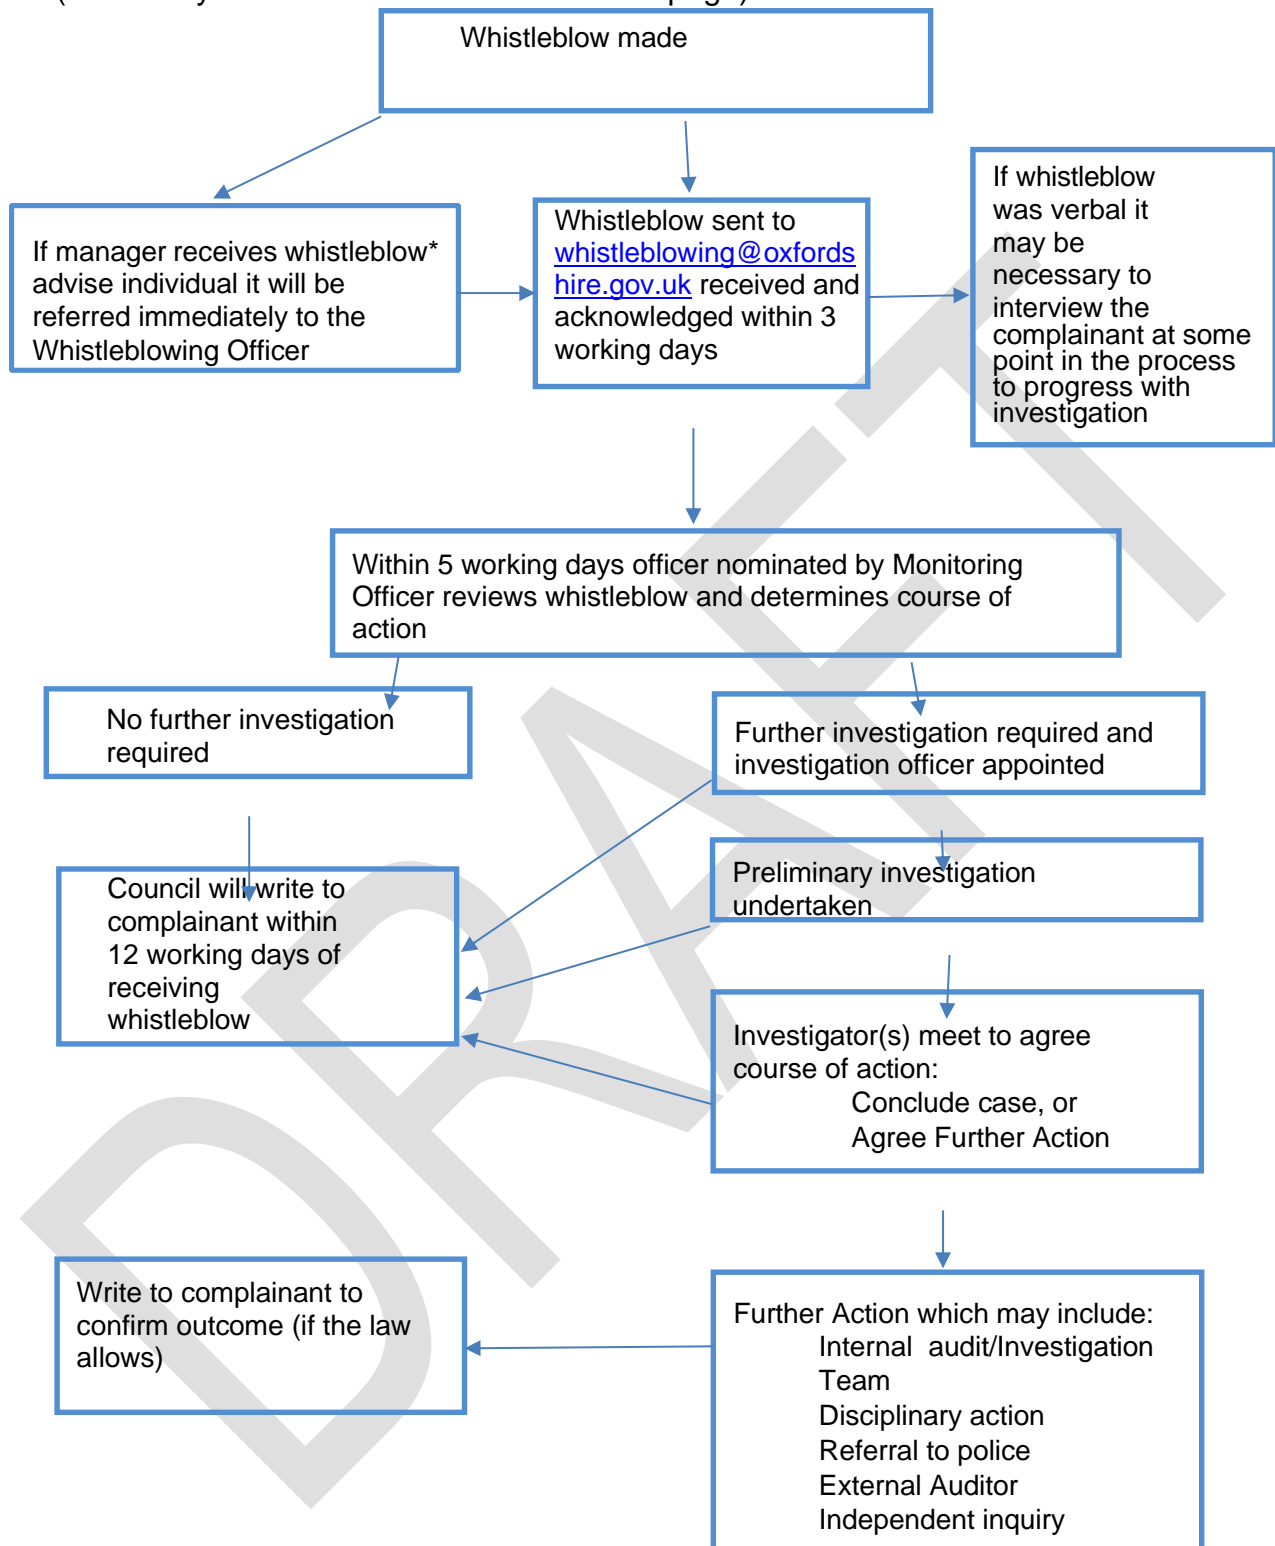 Whistleblow made
If manager receives whistleblow*
advise individual it will be
referred immediately to the
Whistleblowing Officer
Whistleblow sent to
whistleblowing@oxfords
hire.gov.uk received and
acknowledged within 3
working days
If whistleblow
was verbal it
may be
necessary to
interview the
complainant at some
point in the process
to progress with
investigation
Within 5 working days officer nominated by Monitoring
Officer reviews whistleblow and determines course of
action
No further investigation
required
Further investigation required and
investigation officer appointed
Council will write to
complainant within
12 working days of
receiving
whistleblow
Preliminary investigation
undertaken
Investigator(s) meet to agree
course of action:
Conclude case, or
Agree Further Action
Write to complainant to
confirm outcome (if the law
allows)
Further Action which may include:
Internal audit/Investigation
Team
Disciplinary action
Referral to police
External Auditor
Independent inquiry
DRAFT